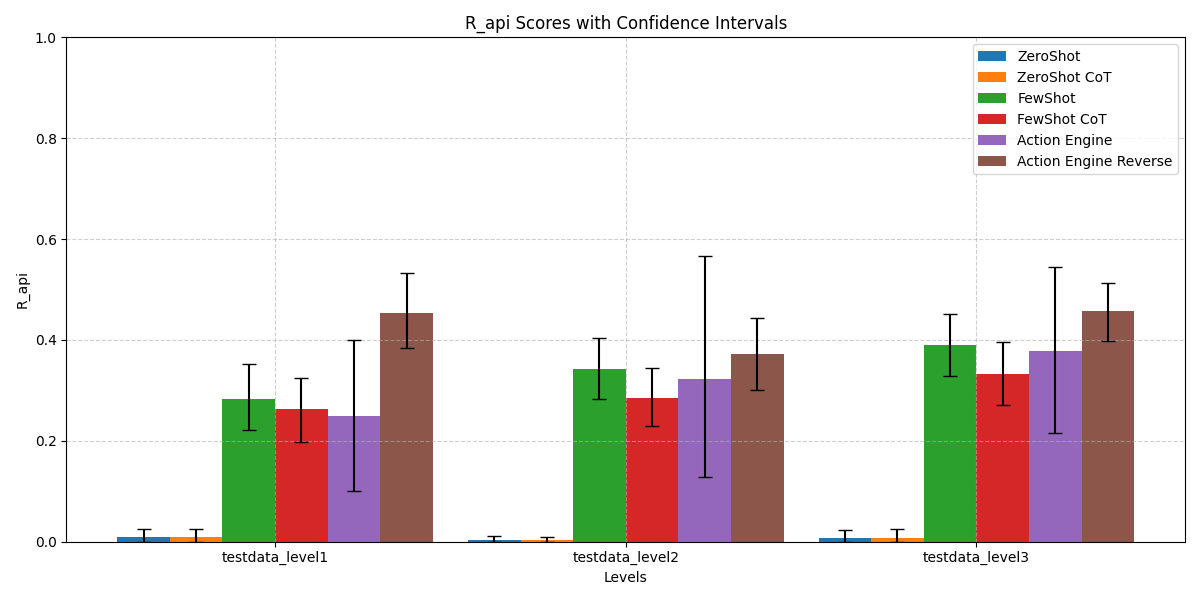 R_api Scores with Confidence Intervals
1.0
0.8
0.6
0.4
0.2
0.0
R_api
ZeroShot
ZeroShot CoT
FewShot
FewShot CoT
Action Engine
Action Engine Reverse
testdata_level1
testdata_level2
testdata_level3
Levels